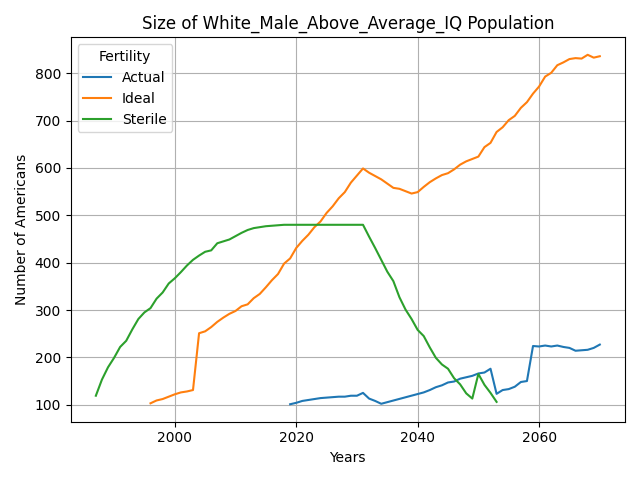 Size of White_Male_Above_Average_IQ Population
Fertility
Actual
Ideal
Sterile
Number of Americans
800
700
600
500
400
300
200
100
2000
2020
2040
2060
Years